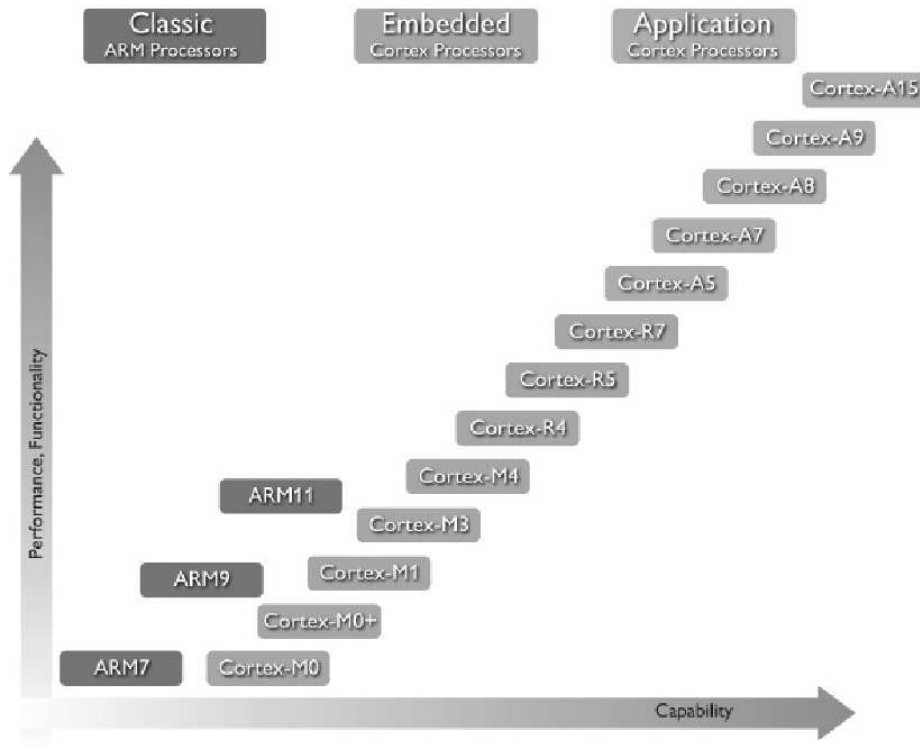 Classic
ARM Processors
Embedded
Cortex Processors
Application
Cortex Processors
Cortex-A15
Cortex-A9
Cortex-A8
Cortex-A7
Cortex-A5
Cortex-R7
Cortex-R5
Cortex-R4
Cortex-M4
ARM11
Cortex-M3
Cortex-M1
ARM9
Cortex-M0+
ARM7
Cortex-M0
Performance, Functionality
Capability